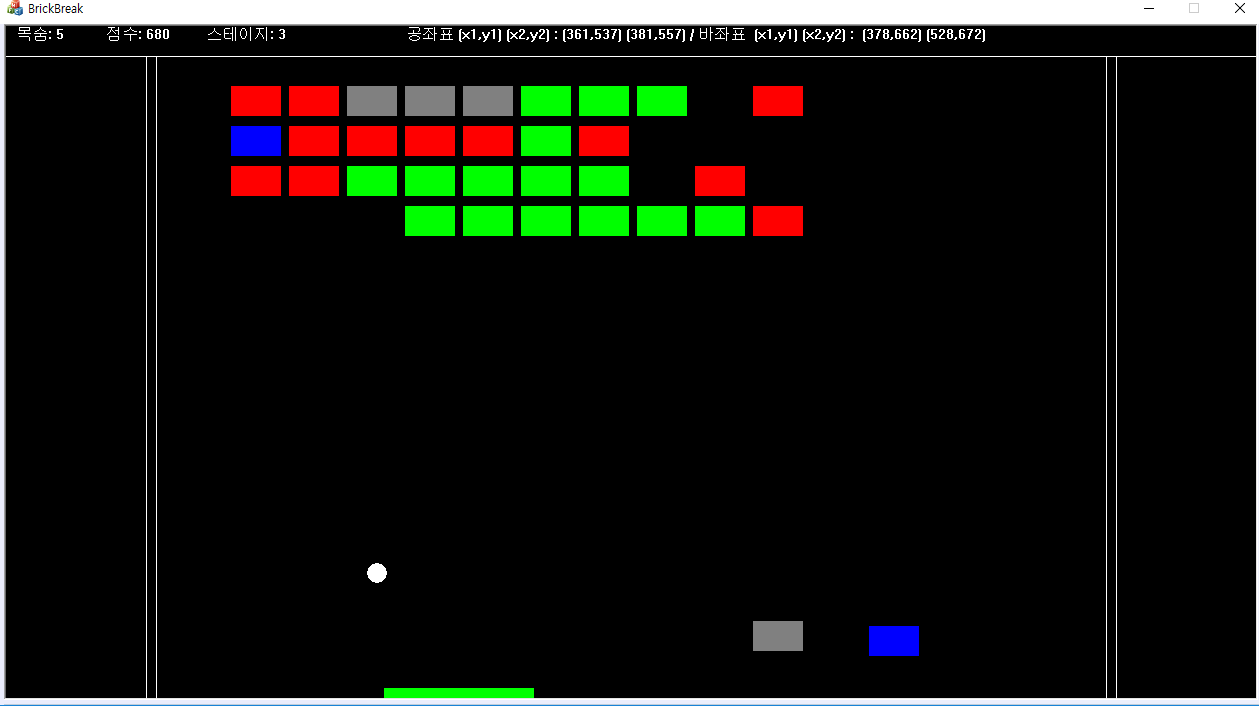 BrickBreak
목숨: 5 점수: 680 스테이지: 3 공좌표 (x1,y1) (x2,y2) : (361,537) (381,557) / 바좌표 (x1,y1) (x2,y2) : (378,662) (528,672)